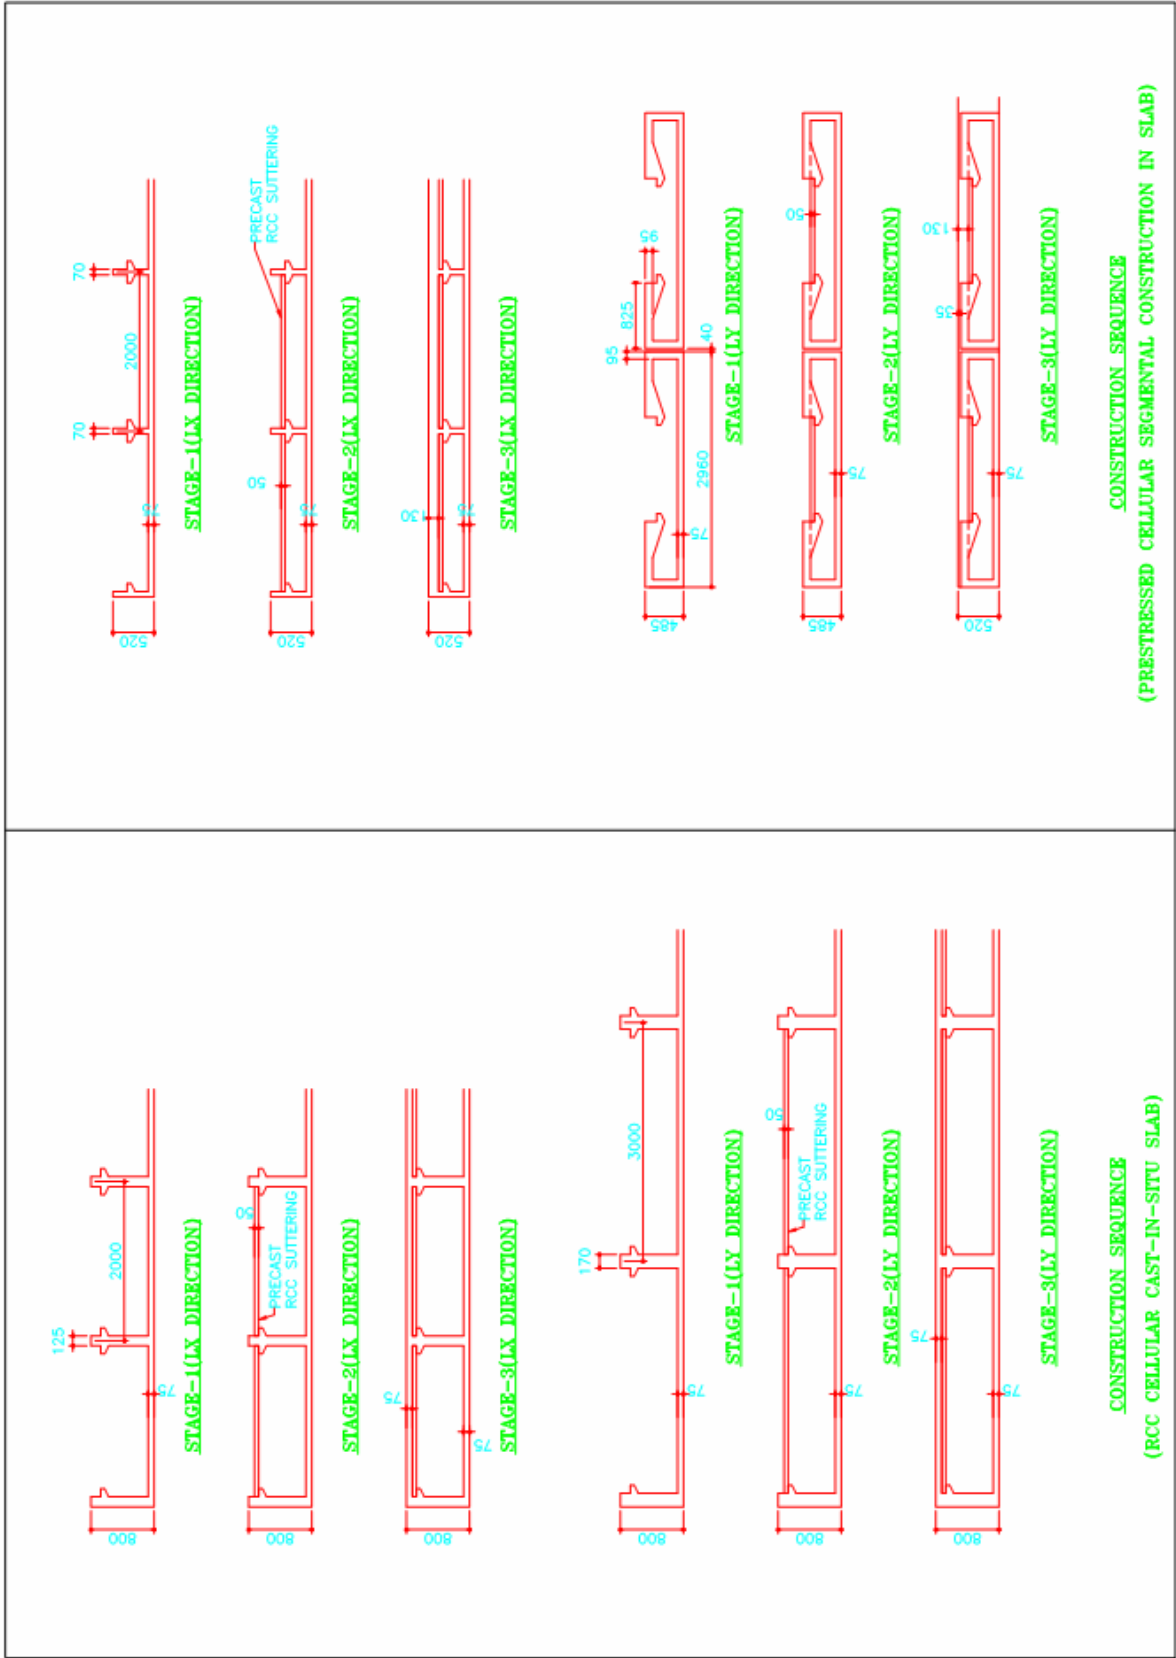 125
2000
800
75
STAGE-1(LX DIRECTION)
50
PRECAST
RCC SUTTERING
800
STAGE-2(LX DIRECTION)
75
800
75
STAGE-3(LX DIRECTION)
170
3000
800
75
STAGE-1(LY DIRECTION)
50
PRECAST
RCC SUTTERING
800
75
STAGE-2(LY DIRECTION)
75
800
75
STAGE-3(LY DIRECTION)
CONSTRUCTION SEQUENCE
(RCC CELLULAR CAST-IN-SITU SLAB)
70
70
2000
520
STAGE-1(LX DIRECTION)
PRECAST
RCC SUTTERING
50
520
STAGE-2(LX DIRECTION)
130
520
STAGE-3(LX DIRECTION)
95
825
95
485
75
2960
40
STAGE-1(LY DIRECTION)
50
485
75
STAGE-2(LY DIRECTION)
35
130
520
75
STAGE-3(LY DIRECTION)
CONSTRUCTION SEQUENCE
(PRESTRESSED CELLULAR SEGMENTAL CONSTRUCTION IN SLAB)